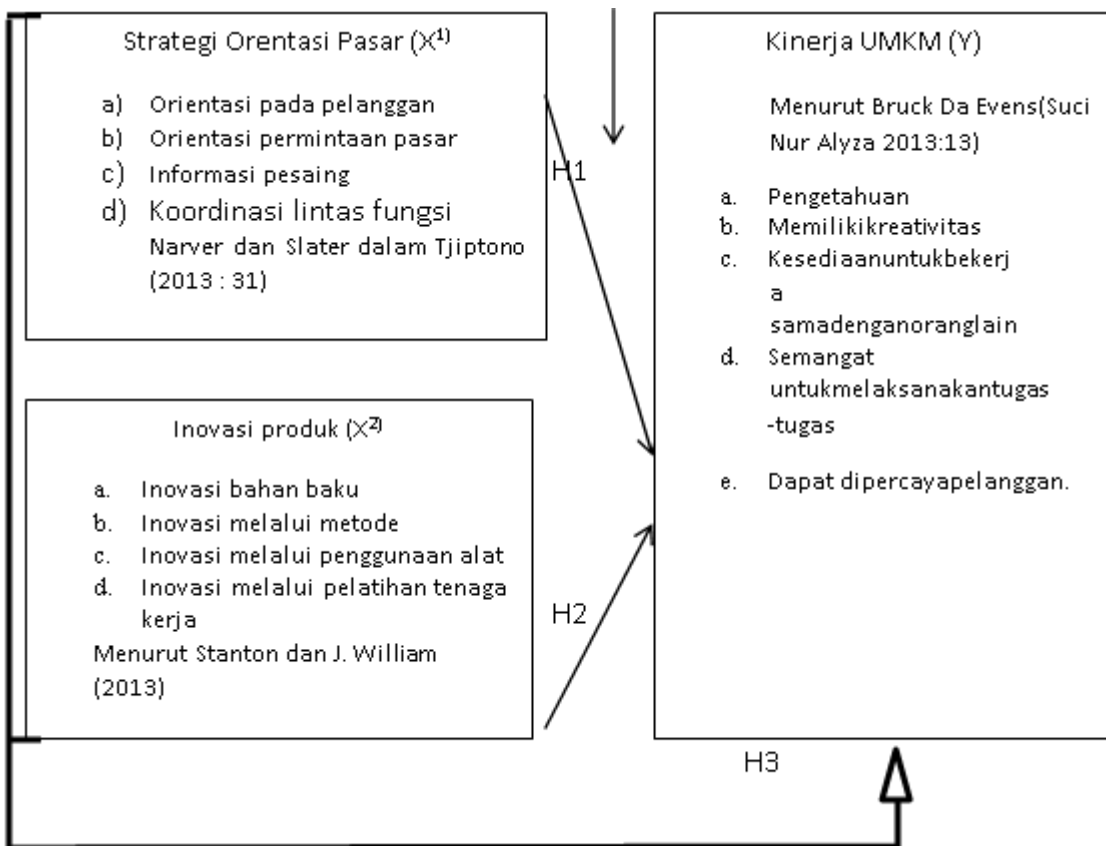 Strategi Orentasi Pasar (X1)
a) Orientasi pada pelanggan
b) Orientasi permintaan pasar
c) Informasi pesaing
d) Koordinasi lintas fungsi
Narver dan Slater dalam Tjiptono
(2013 : 31)
H1
Inovasi produk (X2)
a. Inovasi bahan baku
b. Inovasi melalui metode
c. Inovasi melalui penggunaan alat
d. Inovasi melalui pelatihan tenaga
kerja
Menurut Stanton dan J. William
(2013)
H2
Kinerja UMKM (Y)
Menurut Bruck Da Evens(Suci
Nur Alyza 2013:13)
a. Pengetahuan
b. Memilikikreativitas
c. Kesediaanuntukbekerj
a
samadenganoranglain
d. Semangat
untukmelaksanakantugas
-tugas
e. Dapat dipercayapelanggan.
H3